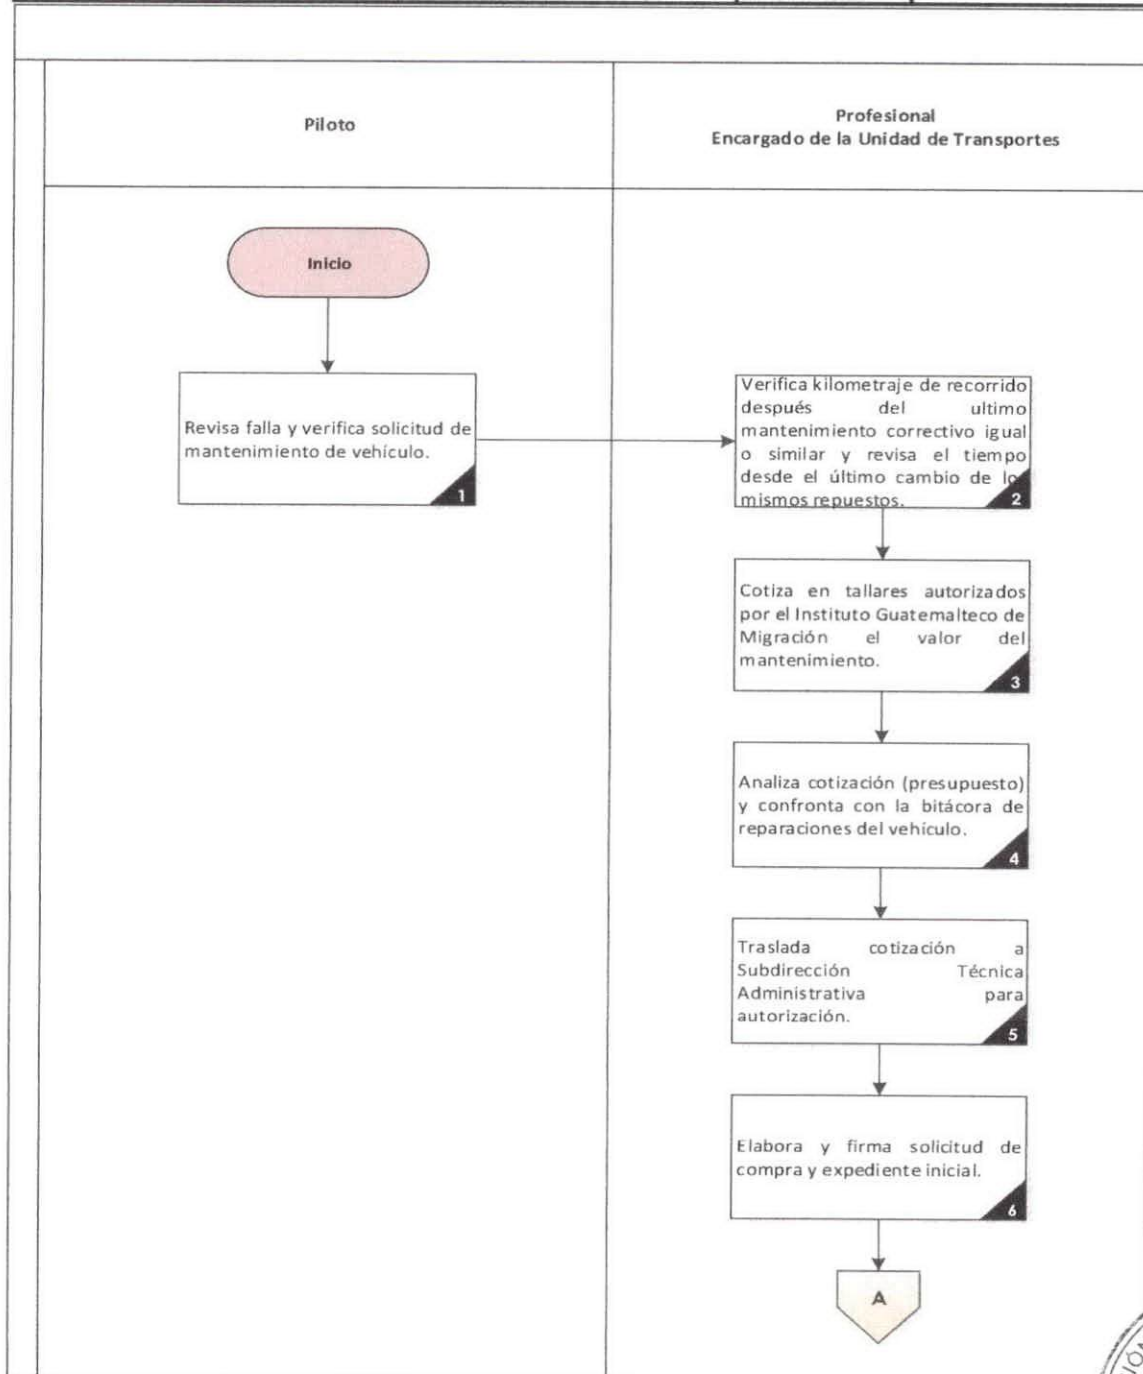 Piloto
Profesional
Encargado de la Unidad de Transportes
Inicio
Revisa falla y verifica solicitud de
mantenimiento de vehículo.
1
Verifica kilometraje de recorrido
después del ultimo
mantenimiento correctivo igual
o similar y revisa el tiempo
desde el último cambio de los
mismos repuestos.
2
Cotiza en tallares autorizados
por el Instituto Guatemalteco de
Migración el valor del
mantenimiento.
3
Analiza cotización (presupuesto)
y confronta con la bitácora de
reparaciones del vehículo.
4
Traslada cotización a
Subdirección Técnica
Administrativa para
autorización.
5
Elabora y firma solicitud de
compra y expediente inicial.
6
A